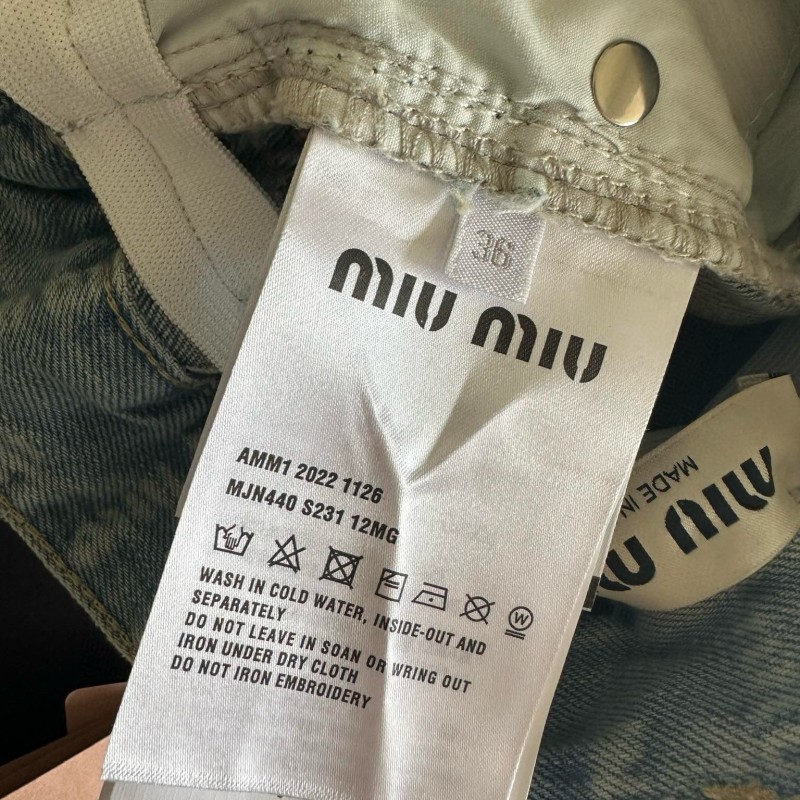 36
MIU MIU
AMM1 2022 1126
MJN440 S231 12MG
W
WASH IN COLD WATER, INSIDE-OUT AND
SEPARATELY
DO NOT LEAVE IN SOAN OR WRING OUT
IRON UNDER DRY CLOTH
DO NOT IRON EMBROIDERY
MIU MIU
MADE IN